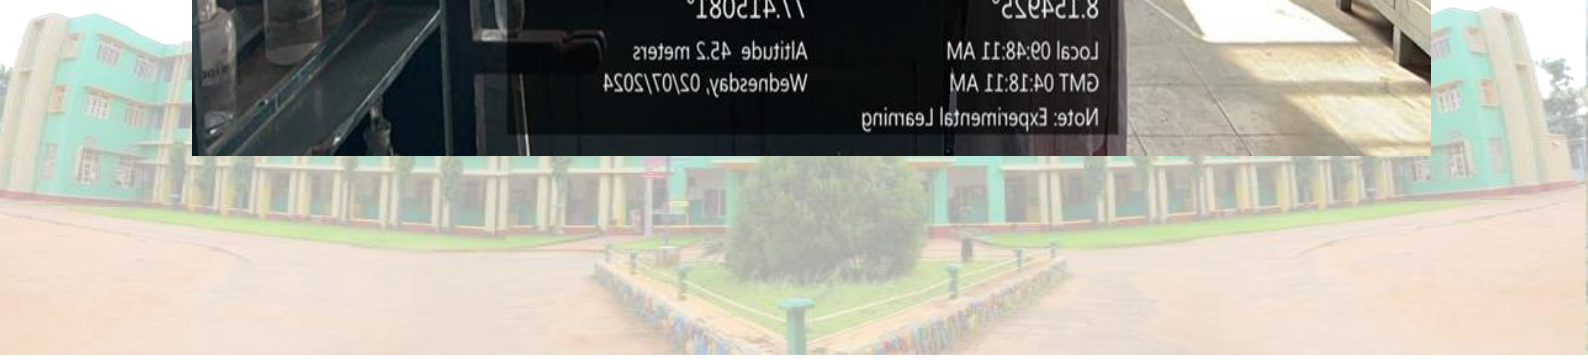 8.154925° 77.415081°
Local 09:48:11 AM Altitude 45.2 meters
GMT 04:18:11 AM Wednesday, 02/07/2024
Note: Experimental Learning